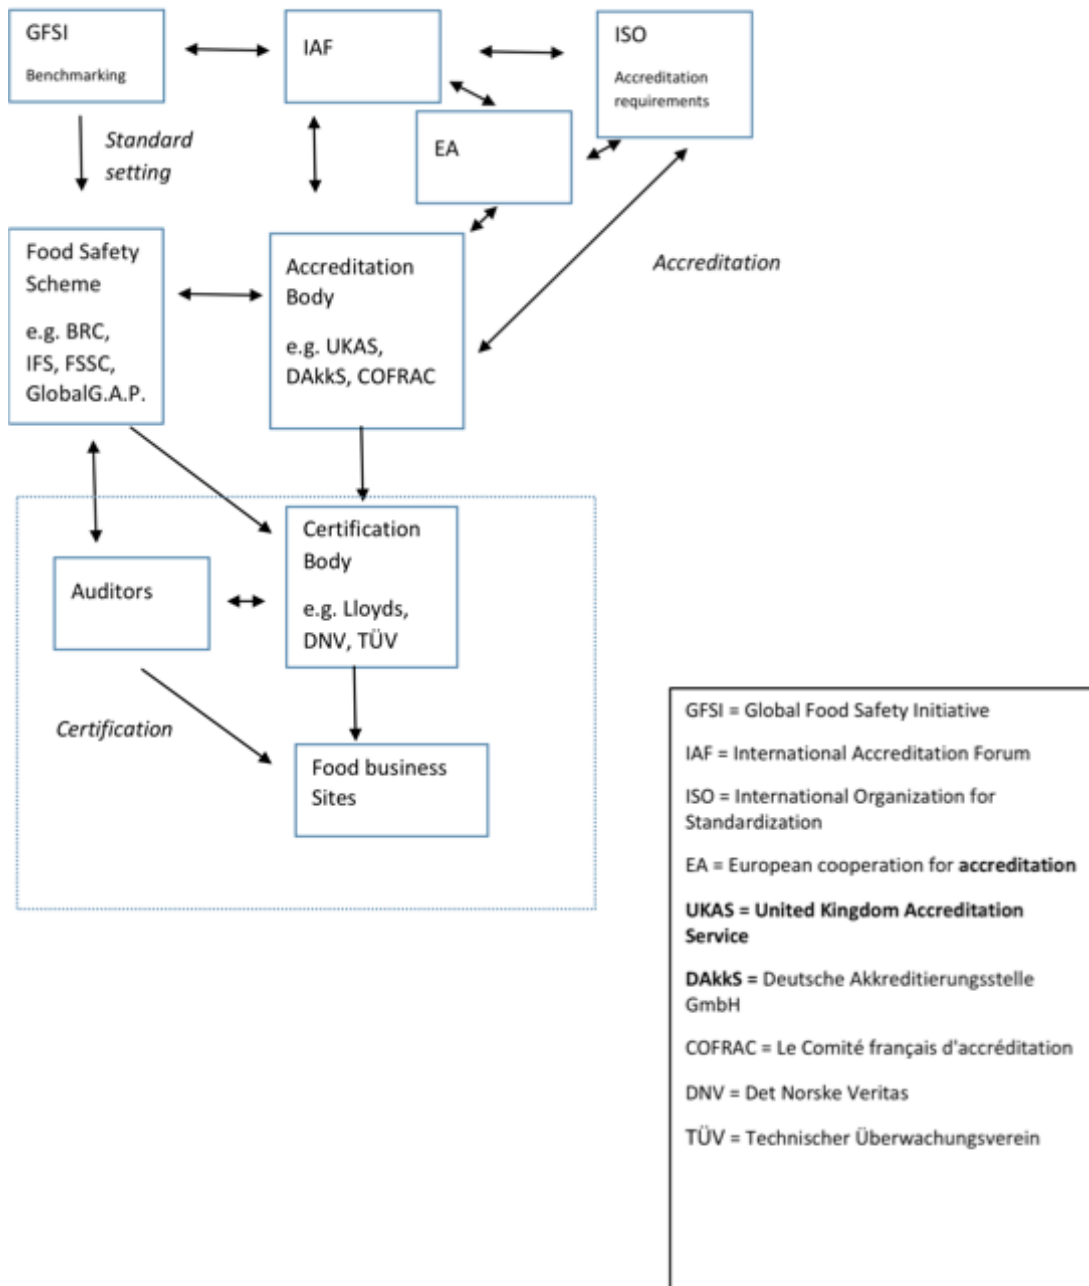 GFSI
Benchmarking
IAF
ISO
Accreditation
requirements
EA
Standard
setting
Food Safety
Scheme
e.g. BRC,
IFS, FSSC,
GlobalG.A.P.
Accreditation
Body
e.g. UKAS,
DAkkS, COFRAC
Accreditation
Auditors
Certification
Body
e.g. Lloyds,
DNV, TÜV
Certification
Food business
Sites
GFSI = Global Food Safety Initiative
IAF = International Accreditation Forum
ISO = International Organization for
Standardization
EA = European cooperation for accreditation
UKAS = United Kingdom Accreditation
Service
DAkkS = Deutsche Akkreditierungsstelle
GmbH
COFRAC = Le Comité français d'accréditation
DNV = Det Norske Veritas
TÜV = Technischer Überwachungsverein